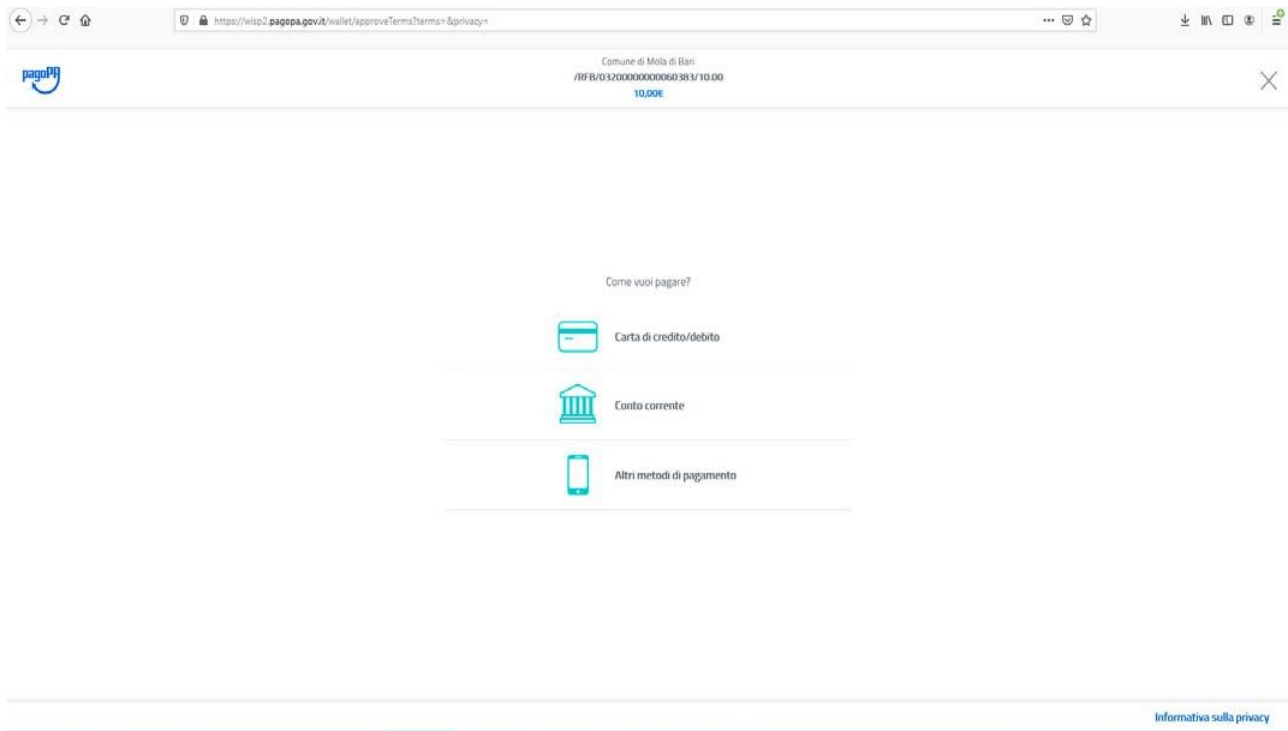 https://wisp2.pagopa.gov.it/wallet/approveTerms?terms=&privacy=
pagoPA
Comune di Mola di Bari
/RFB/03200000000060383/10.00
10,00€
Come vuoi pagare?
Carta di credito/debito
Conto corrente
Altri metodi di pagamento
Informativa sulla privacy